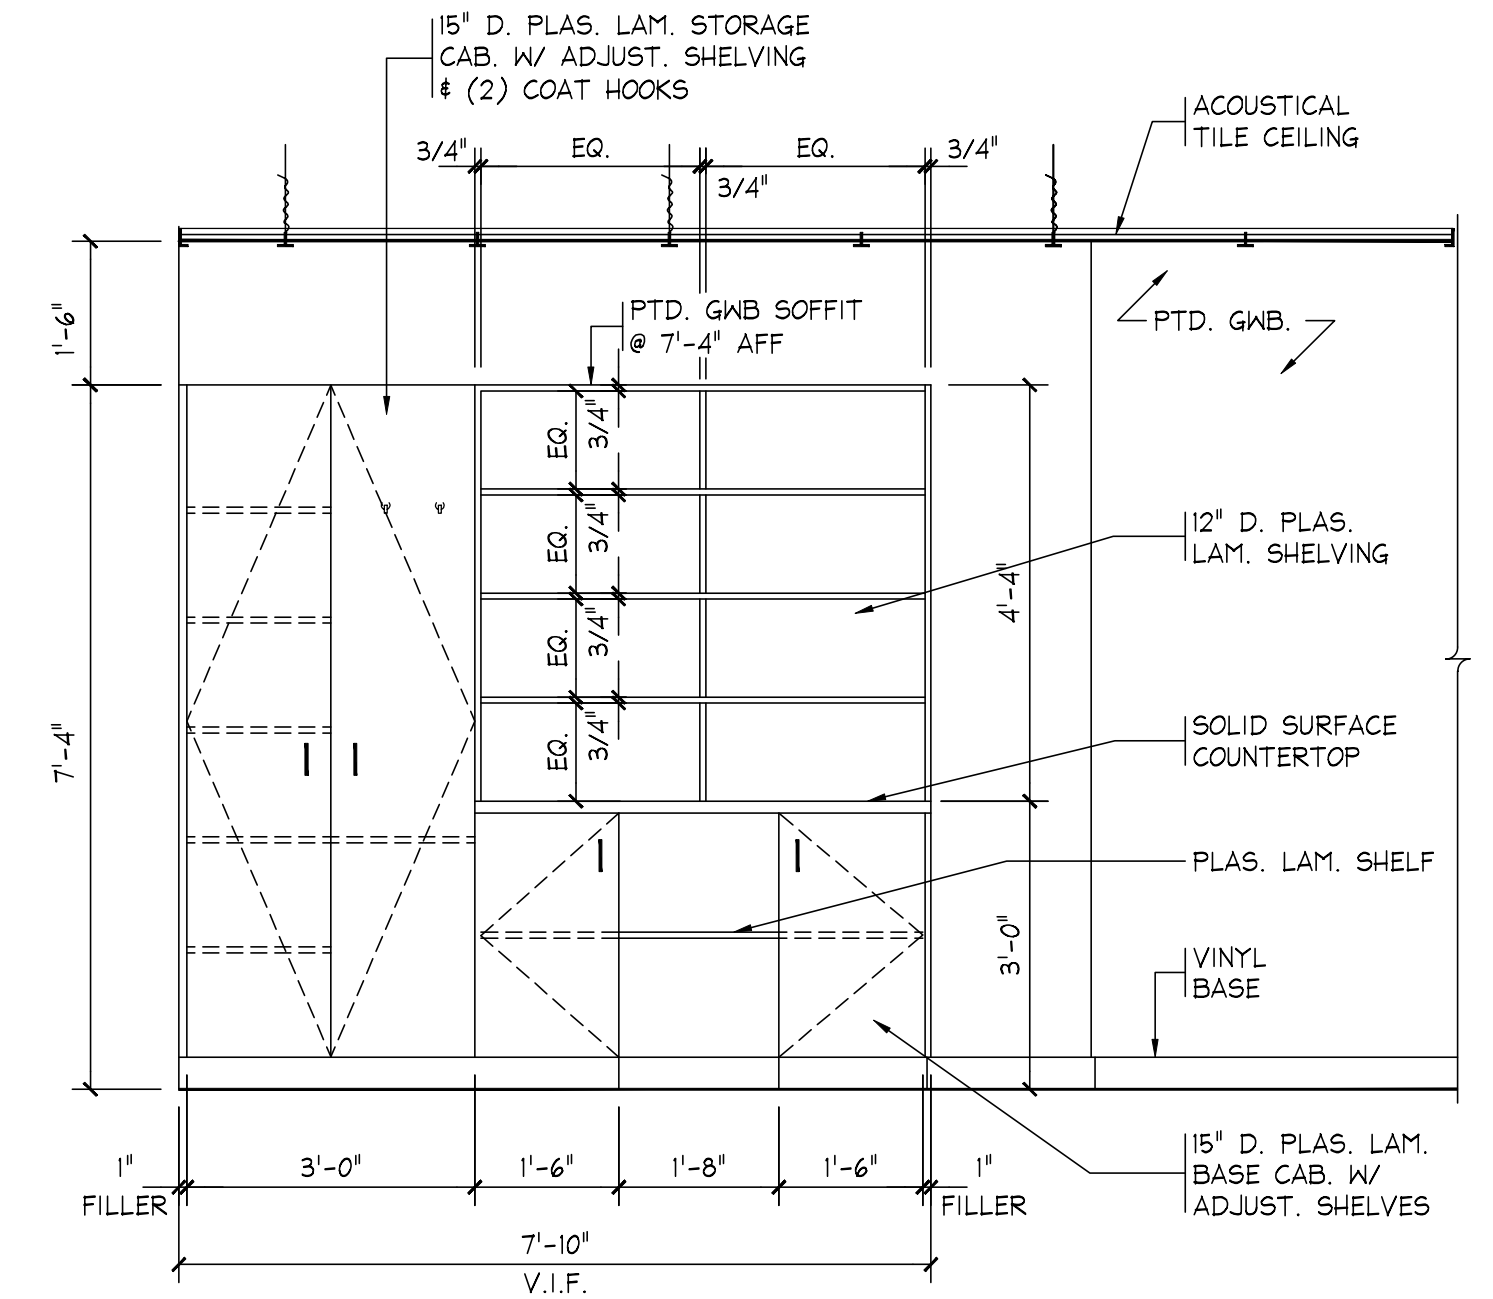 15" D. PLAS. LAM. STORAGE
CAB. W/ ADJUST. SHELVING
& (2) COAT HOOKS
ACOUSTICAL
TILE CEILING
3/4"
EQ.
EQ.
3/4"
3/4"
PTD. GWB SOFFIT
@ 7'-4" AFF
PTD. GWB.
1'-6"
7'-4"
EQ.
3/4"
EQ.
3/4"
EQ.
3/4"
EQ.
3/4"
12" D. PLAS.
LAM. SHELVING
4'-4"
SOLID SURFACE
COUNTERTOP
PLAS. LAM. SHELF
3'-0"
VINYL
BASE
15" D. PLAS. LAM.
BASE CAB. W/
ADJUST. SHELVES
1"
FILLER
3'-0"
1'-6"
1'-8"
1'-6"
1"
FILLER
7'-10"
V.I.F.